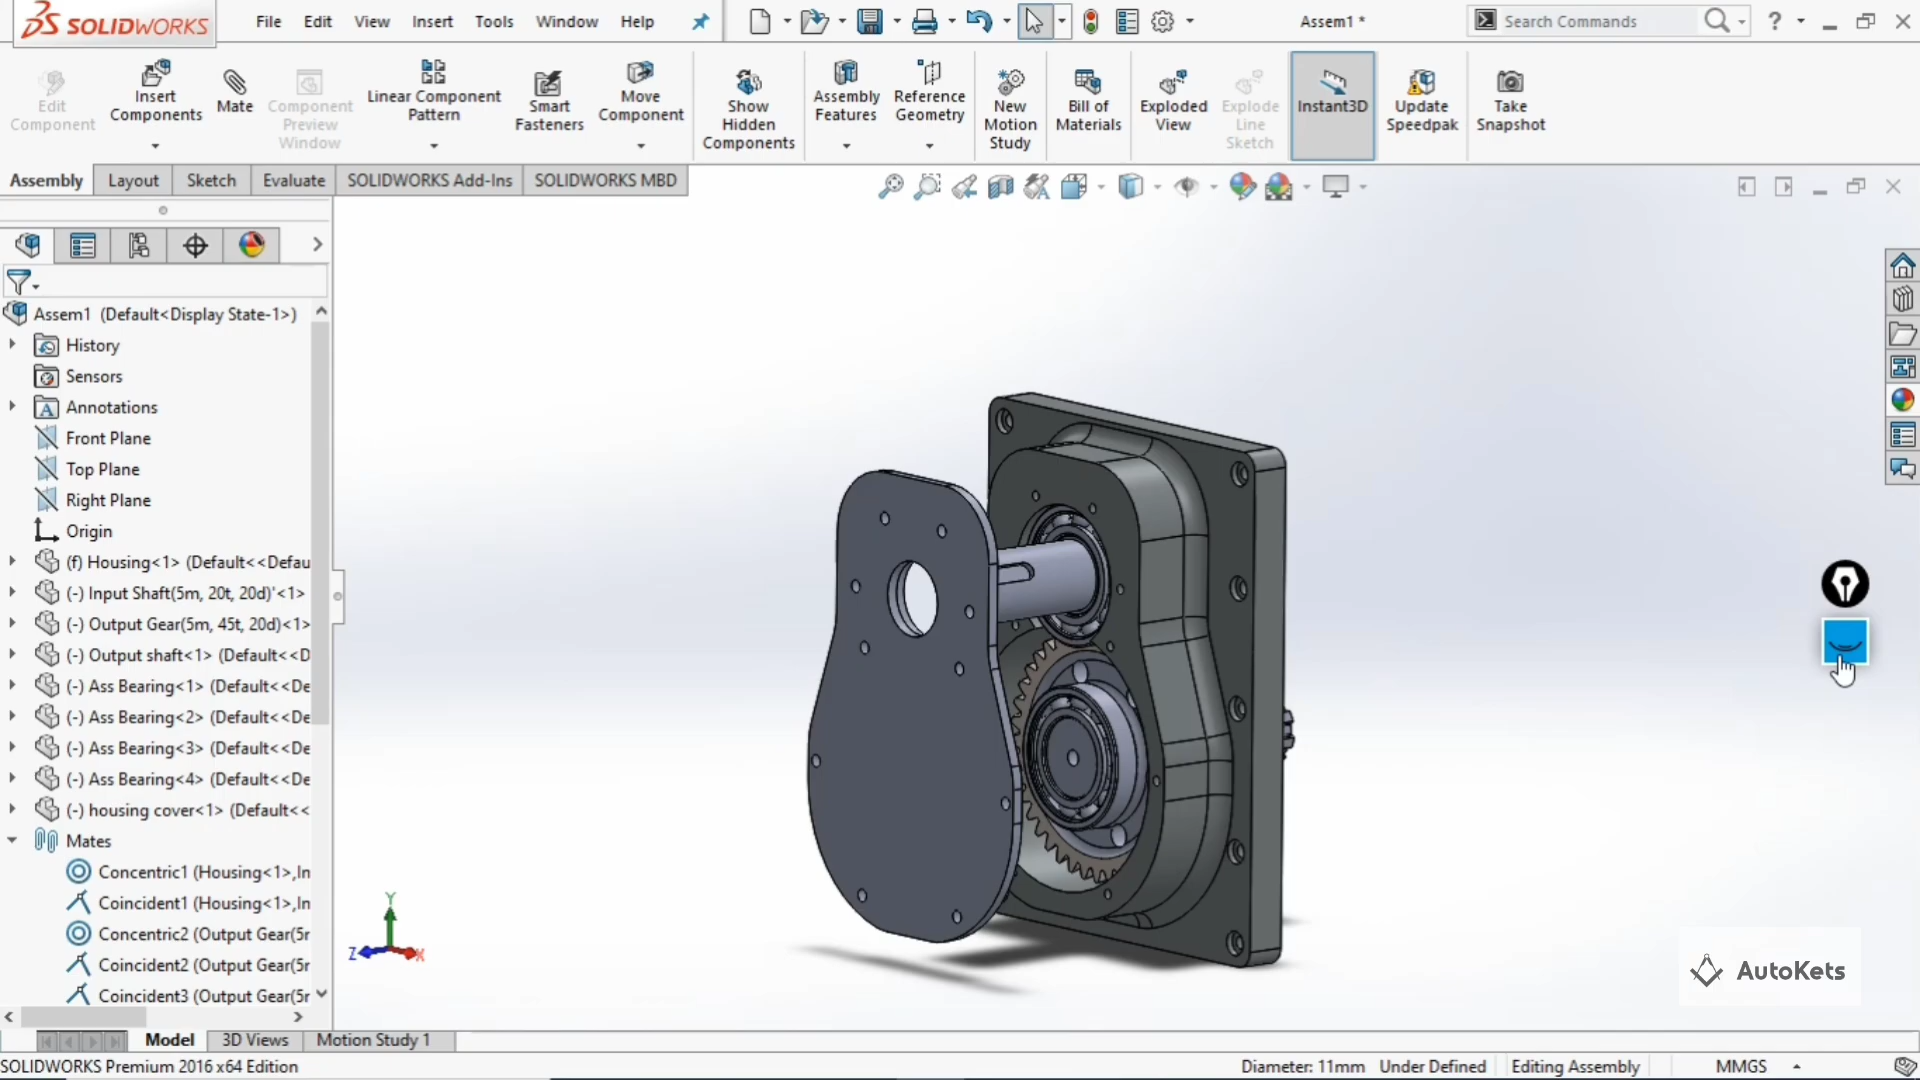 SOLIDWORKS File Edit View Insert Tools Window Help Assem1 * Search Commands ?
Edit Component
Insert Components
Mate
Component Preview Window
Linear Component Pattern
Smart Fasteners
Move Component
Show Hidden Components
Assembly Features
Reference Geometry
New Motion Study
Bill of Materials
Exploded View
Explode Line Sketch
Instant3D
Update Speedpak
Take Snapshot
Assembly Layout Sketch Evaluate SOLIDWORKS Add-Ins SOLIDWORKS MBD
Assem1 (Default<Display State-1>)
History
Sensors
Annotations
Front Plane
Top Plane
Right Plane
Origin
(f) Housing<1> (Default<<Defau
(-) Input Shaft(5m, 20t, 20d)'<1>
(-) Output Gear(5m, 45t, 20d)<1>
(-) Output shaft<1> (Default<<D
(-) Ass Bearing<1> (Default<<De
(-) Ass Bearing<2> (Default<<De
(-) Ass Bearing<3> (Default<<De
(-) Ass Bearing<4> (Default<<De
(-) housing cover<1> (Default<<
Mates
Concentric1 (Housing<1>,In
Coincident1 (Housing<1>,In
Concentric2 (Output Gear(5r
Coincident2 (Output Gear(5r
Coincident3 (Output Gear(5r
Y
Z X
AutoKets
Model 3D Views Motion Study 1
SOLIDWORKS Premium 2016 x64 Edition Diameter: 11mm Under Defined Editing Assembly MMGS